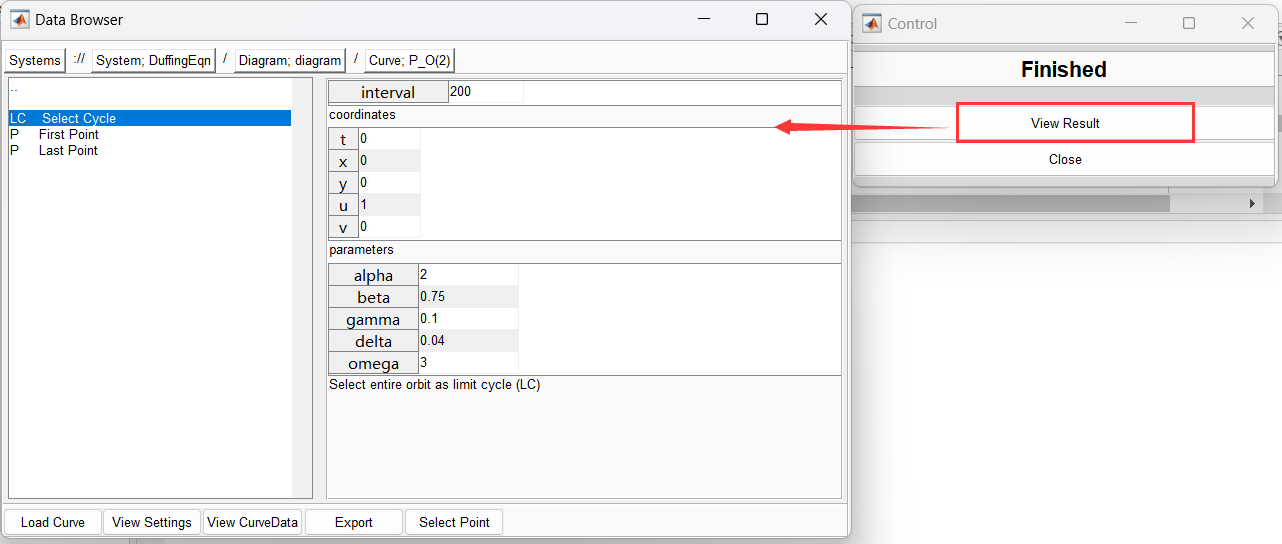 Data Browser
Systems :// System; DuffingEqn / Diagram; diagram / Curve; P_O(2)
--
LC Select Cycle
P First Point
P Last Point
interval 200
coordinates
t 0
x 0
y 0
u 1
v 0
parameters
alpha 2
beta 0.75
gamma 0.1
delta 0.04
omega 3
Select entire orbit as limit cycle (LC)
Load Curve View Settings View CurveData Export Select Point
Control
Finished
View Result
Close